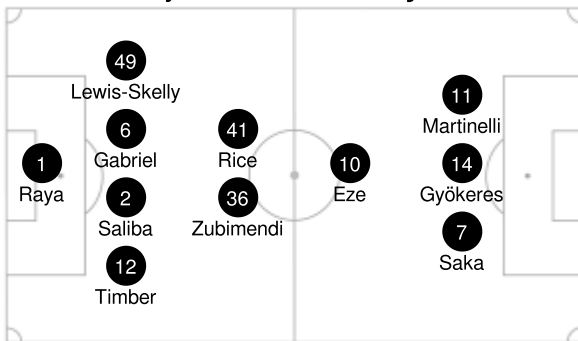 49
Lewis-Skelly
11
Martinelli
6
Gabriel
41
Rice
1
Raya
10
Eze
14
Gyökeres
2
Saliba
36
Zubimendi
7
Saka
12
Timber